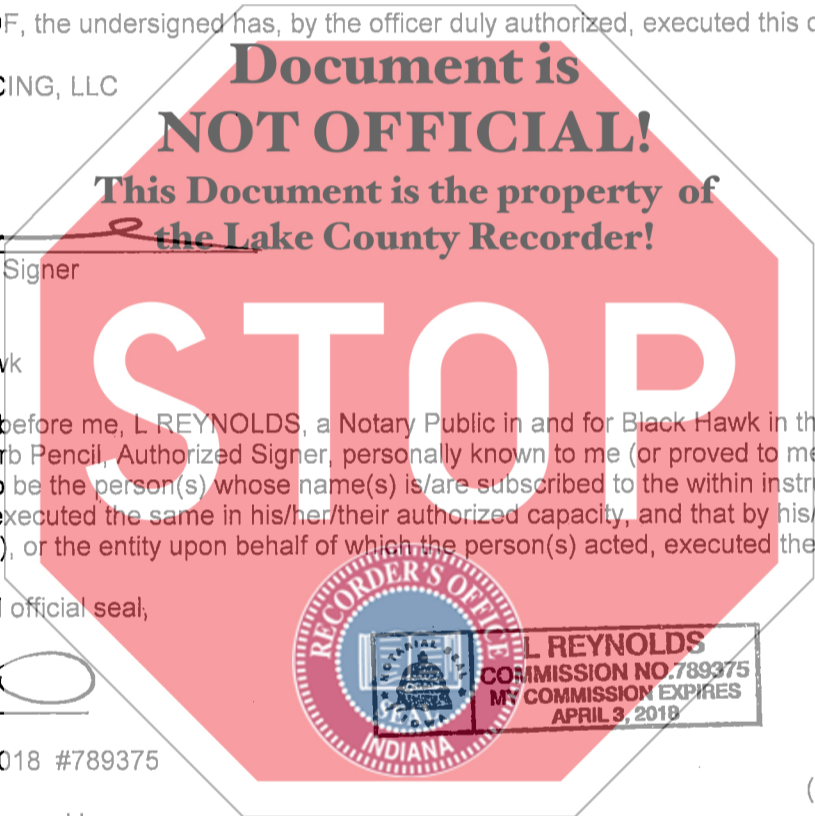 F, the undersigned has, by the officer duly authorized, executed this
Document is
CING, LLC
NOT OFFICIAL!
This Document is the property of
the Lake County Recorder!
Signer
STOP
before me, L REYNOLDS, a Notary Public in and for Black Hawk in th
rb Pencil, Authorized Signer, personally known to me (or proved to me
be the person(s) whose name(s) is/are subscribed to the within instru
executed the same in his/her/their authorized capacity, and that by his/
), or the entity upon behalf of which the person(s) acted, executed the
official seal,
RECORDER'S OFFICE
INDIANA
NOTARIAL SEAL
IOWA
L REYNOLDS
COMMISSION NO.789375
MY COMMISSION EXPIRES
APRIL 3, 2018
018 #789375